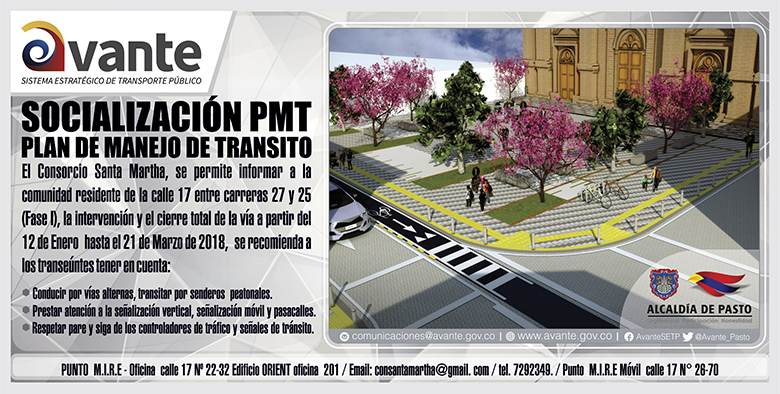 avante
SISTEMA ESTRATÉGICO DE TRANSPORTE PÚBLICO
SOCIALIZACIÓN PMT
PLAN DE MANEJO DE TRANSITO
El Consorcio Santa Martha, se permite informar a la
comunidad residente de la calle 17 entre carreras 27 y 25
(Fase I), la intervención y el cierre total de la vía a partir del
12 de Enero hasta el 21 de Marzo de 2018, se recomienda a
los transeúntes tener en cuenta:
Conducir por vías alternas, transitar por senderos peatonales.
Prestar atención a la señalización vertical, señalización móvil y pasacalles.
Respetar pare y siga de los controladores de tráfico y señales de tránsito.
ALCALDÍA DE PASTO
comunicaciones@avante.gov.co | www.avante.gov.co | AvanteSETP @Avante_Pasto
PUNTO M.I.R.E - Oficina calle 17 Nº 22-32 Edificio ORIENT oficina 201 / Email: consantamartha@gmail. com / tel. 7292349. / Punto M.I.R.E Móvil calle 17 N° 26-70